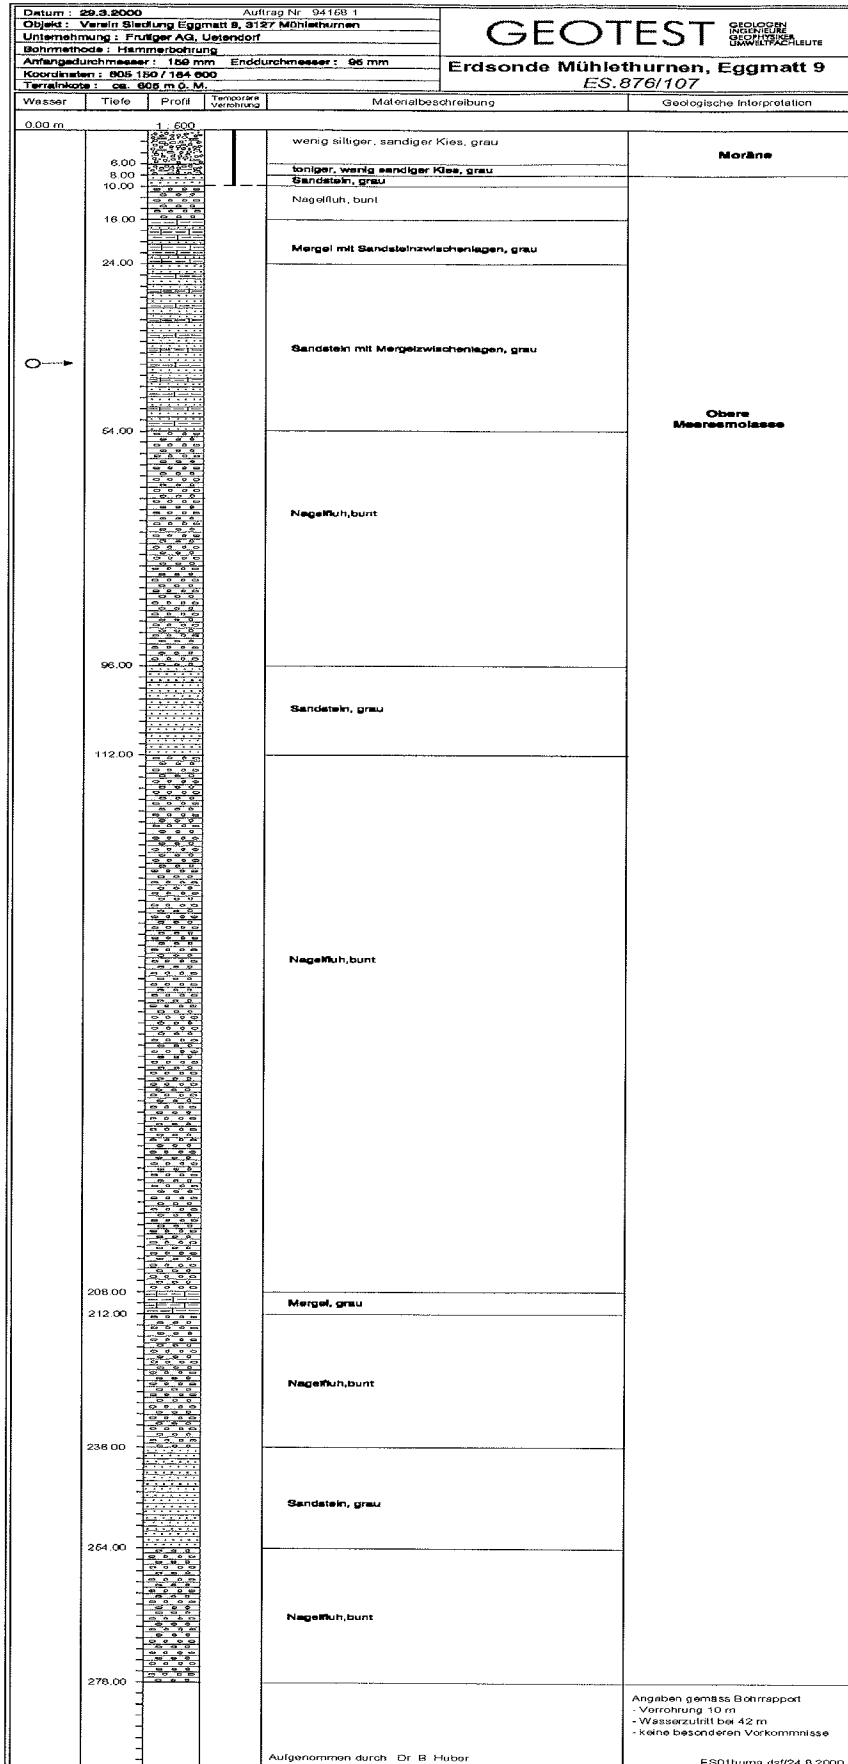 Datum : 29.3.2000 Auftrag Nr 94168 1
Objekt : Verein Siedlung Eggmatt 9, 3127 Mühlethurnen
Unternehmung : Frutiger AG, Uetendorf
Bohrmethode : Hammerbohrung
Anfangsdurchmesser : 159 mm Enddurchmesser : 96 mm
Koordinaten : 605 150 / 184 600
Terrainkote : ca. 605 m ü. M.
GEOTEST
GEOLOGEN
INGENIEURE
GEOPHYSIKER
UMWELTFACHLEUTE
Erdsonde Mühlethurnen, Eggmatt 9
ES.876/107
Wasser Tiefe Profil Temporäre Verrohrung Materialbeschreibung Geologische Interpretation
0.00 m 1 : 500
wenig siltiger, sandiger Kies, grau
Moräne
6.00
toniger, wenig sandiger Kies, grau
8.00
Sandstein, grau
10.00
Nagelfluh, bunt
16.00
Mergel mit Sandsteinzwischenlagen, grau
24.00
Sandstein mit Mergelzwischenlagen, grau
Obere
Meeresmolasse
54.00
Nagelfluh,bunt
96.00
Sandstein, grau
112.00
Nagelfluh,bunt
208.00
Mergel, grau
212.00
Nagelfluh,bunt
236.00
Sandstein, grau
264.00
Nagelfluh,bunt
278.00
Angaben gemäss Bohrrapport
- Verrohrung 10 m
- Wasserzutritt bei 42 m
- keine besonderen Vorkommnisse
Aufgenommen durch Dr B Huber